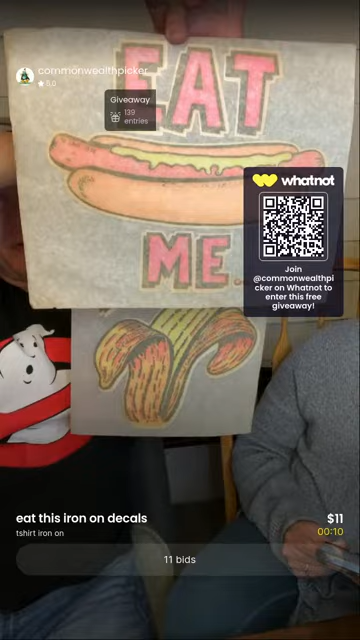 commonwealthpicker
5.0
Giveaway
139
entries
EAT
ME
whatnot
Join
@commonwealthpi
cker on Whatnot to
enter this free
giveaway!
eat this iron on decals
$11
tshirt iron on
00:10
11 bids